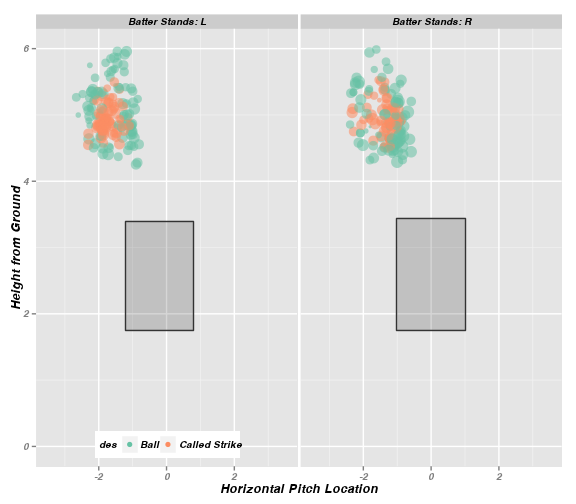 Batter Stands: L
Batter Stands: R
Height from Ground
6
4
2
0
des Ball Called Strike
-2 0 2 -2 0 2
Horizontal Pitch Location